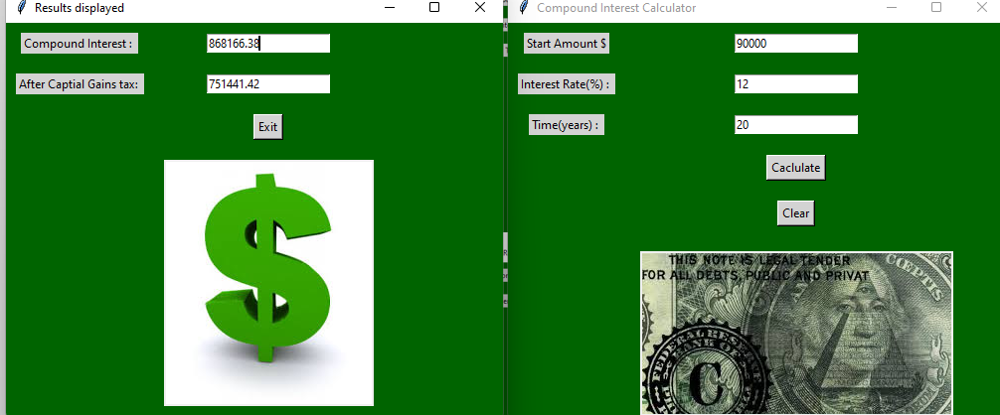 Results displayed
Compound Interest :
868166.38
After Captial Gains tax:
751441.42
Exit
Compound Interest Calculator
Start Amount $
90000
Interest Rate(%) :
12
Time(years) :
20
Caclulate
Clear
THIS NOTE IS LEGAL TENDER
FOR ALL DEBTS, PUBLIC AND PRIVAT